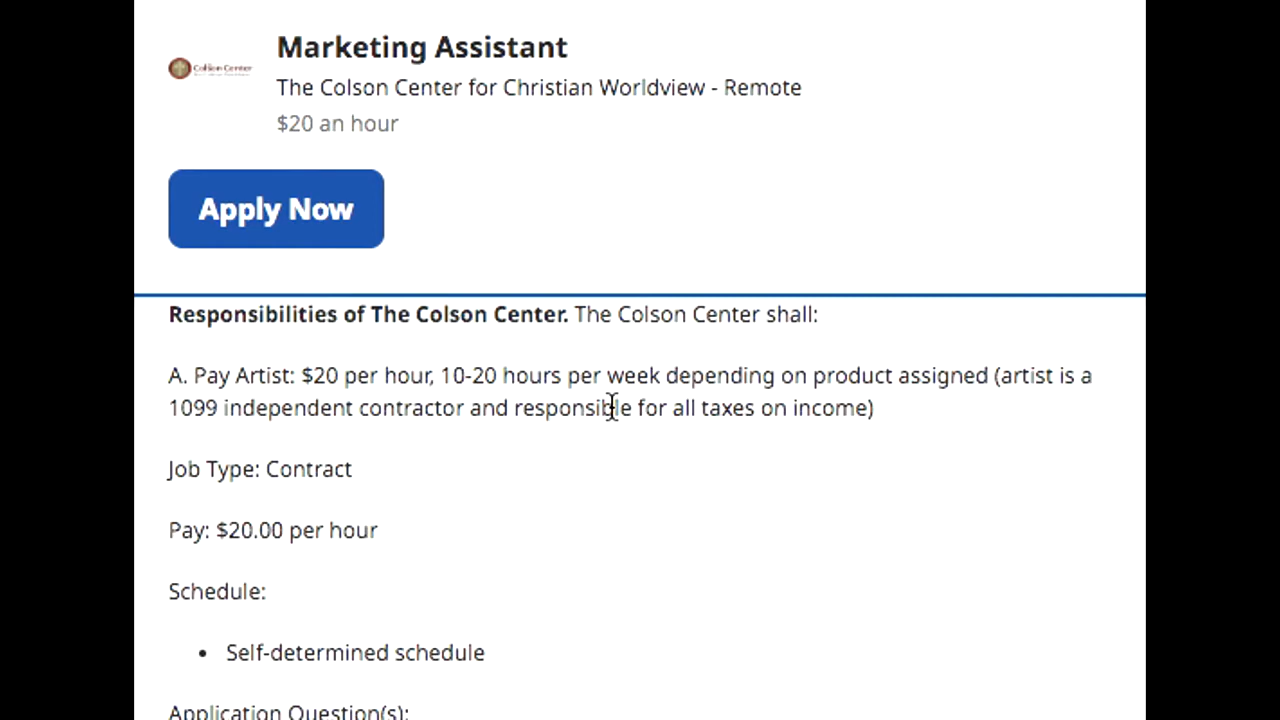 Marketing Assistant
Colson Center
The Colson Center for Christian Worldview - Remote
$20 an hour
Apply Now
Responsibilities of The Colson Center. The Colson Center shall:
A. Pay Artist: $20 per hour, 10-20 hours per week depending on product assigned (artist is a
1099 independent contractor and responsible for all taxes on income)
Job Type: Contract
Pay: $20.00 per hour
Schedule:
• Self-determined schedule
Application Question(s):